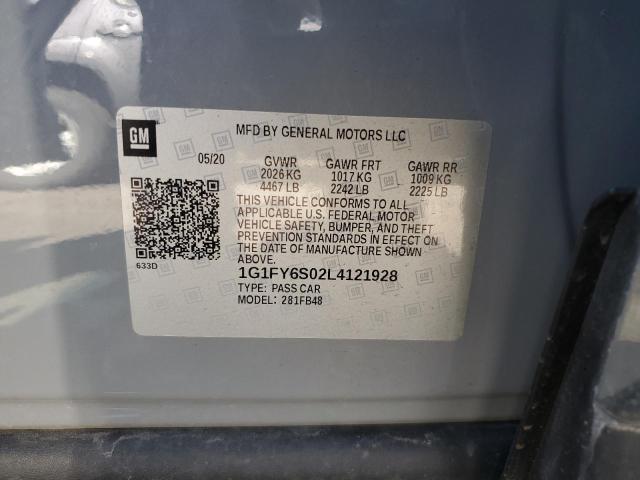 GM
MFD BY GENERAL MOTORS LLC
05/20 GVWR GAWR FRT GAWR RR
2026 KG 1017 KG 1009 KG
4467 LB 2242 LB 2225 LB
THIS VEHICLE CONFORMS TO ALL
APPLICABLE U.S. FEDERAL MOTOR
VEHICLE SAFETY, BUMPER, AND THEFT
PREVENTION STANDARDS IN EFFECT ON
THE DATE OF MANUFACTURE SHOWN
ABOVE.
633D
1G1FY6S02L4121928
TYPE: PASS CAR
MODEL: 281FB48